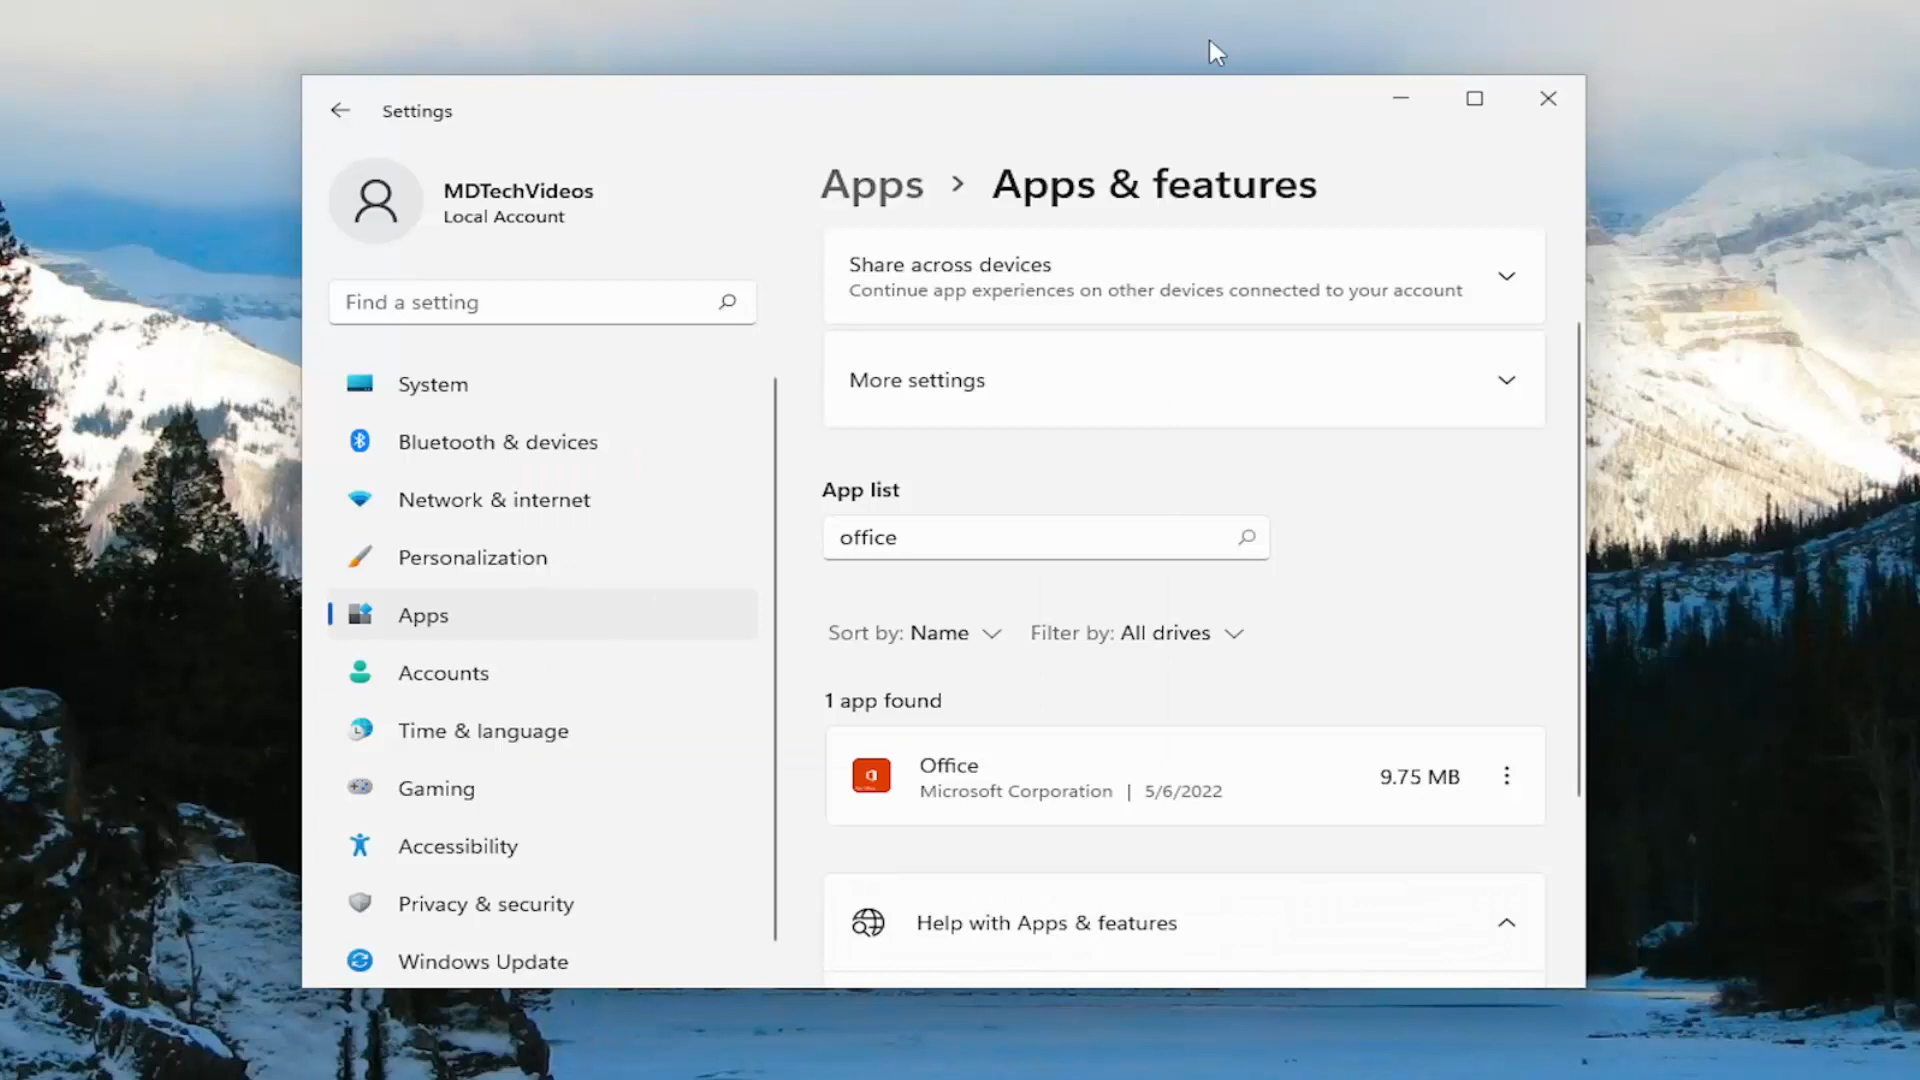 Settings
MDTechVideos
Local Account
Find a setting
System
Bluetooth & devices
Network & internet
Personalization
Apps
Accounts
Time & language
Gaming
Accessibility
Privacy & security
Windows Update
Apps > Apps & features
Share across devices
Continue app experiences on other devices connected to your account
More settings
App list
office
Sort by: Name Filter by: All drives
1 app found
Office
Microsoft Corporation | 5/6/2022
9.75 MB
Help with Apps & features